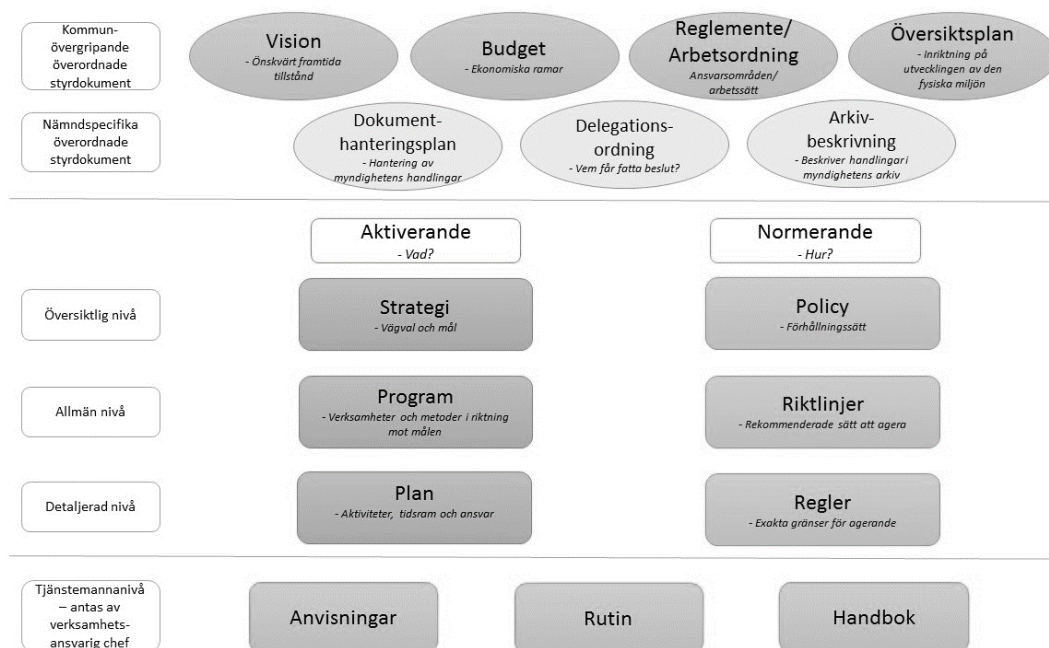 Kommun-
övergripande
överordnade
styrdokument
Vision
- Önskvärt framtida
tillstånd
Budget
- Ekonomiska ramar
Reglemente/
Arbetsordning
Ansvarsområden/
arbetssätt
Översiktsplan
- Inriktning på
utvecklingen av den
fysiska miljön
Nämndspecifika
överordnade
styrdokument
Dokument-
hanteringsplan
- Hantering av
myndighetens handlingar
Delegations-
ordning
- Vem får fatta beslut?
Arkiv-
beskrivning
- Beskriver handlingar i
myndighetens arkiv
Aktiverande
- Vad?
Normerande
- Hur?
Översiktlig nivå
Strategi
- Vägval och mål
Policy
- Förhållningssätt
Allmän nivå
Program
- Verksamheter och metoder i riktning
mot målen
Riktlinjer
- Rekommenderade sätt att agera
Detaljerad nivå
Plan
- Aktiviteter, tidsram och ansvar
Regler
- Exakta gränser för agerande
Tjänstemannanivå
– antas av
verksamhets-
ansvarig chef
Anvisningar
Rutin
Handbok